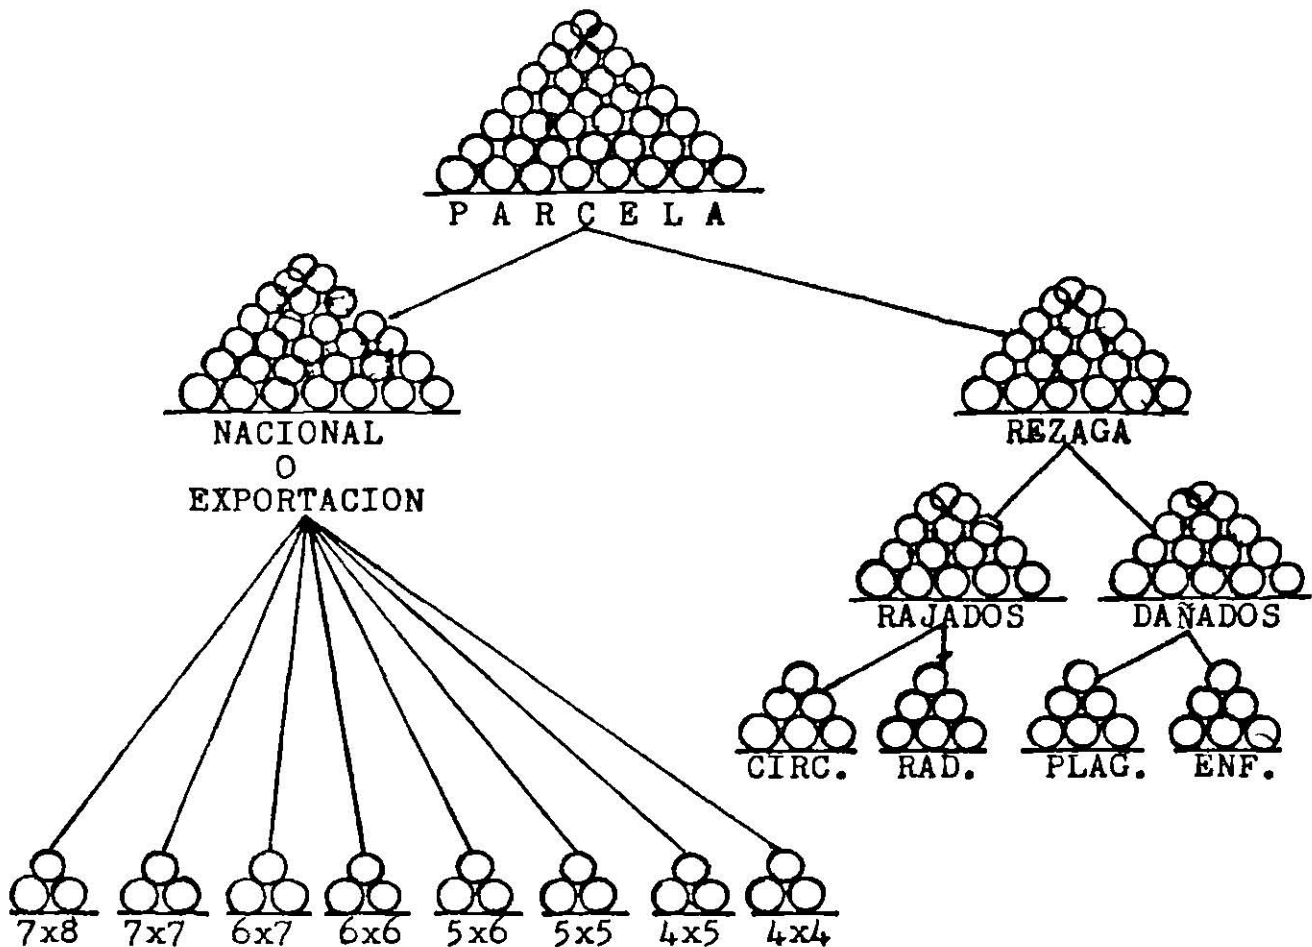 P A R C E L A
NACIONAL
O
EXPORTACION
REZAGA
RAJADOS
DAÑADOS
CIRC.
RAD.
PLAG.
ENF.
7x8
7x7
6x7
6x6
5x6
5x5
4x5
4x4